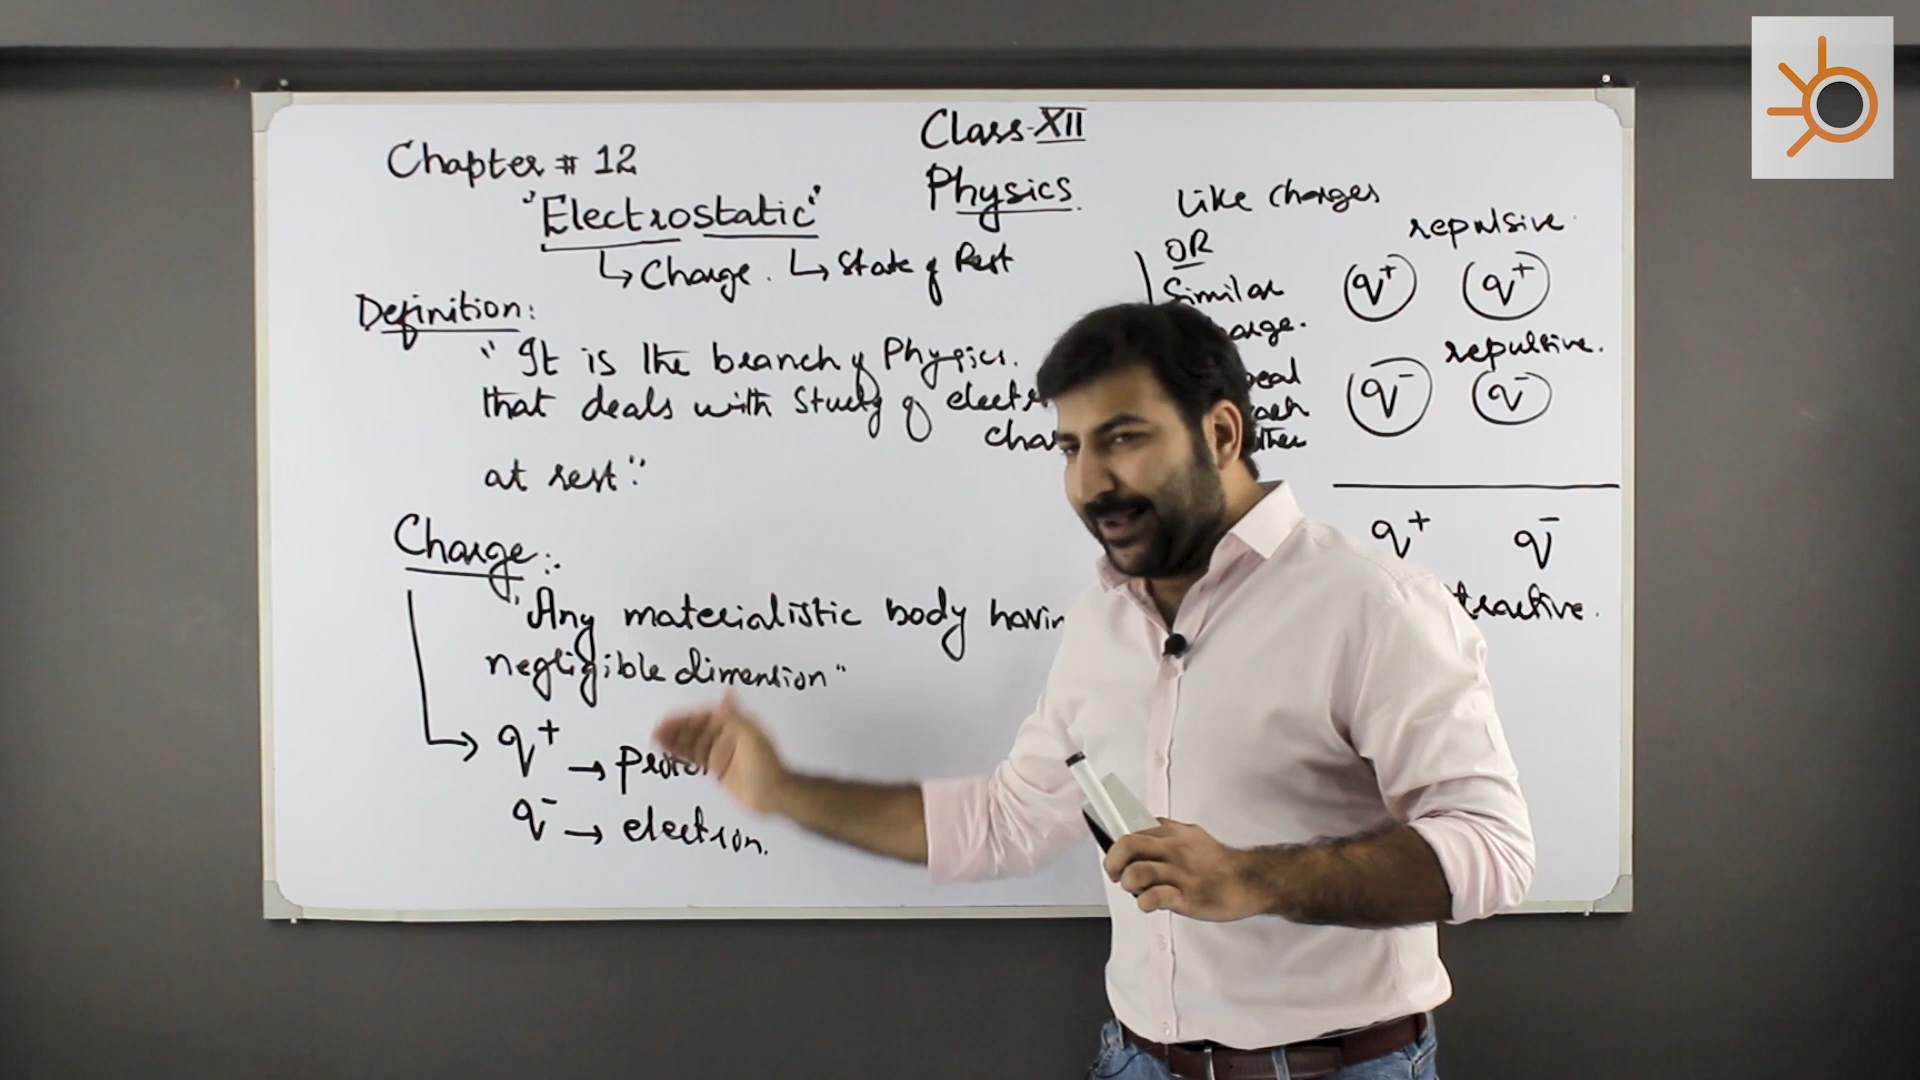 Class-XII
Physics
Chapter # 12
"Electrostatic"
↳ Charge. ↳ State of Rest
Definition:
"It is the branch of Physics.
that deals with Study of
at rest"
Charge:
"Any materialistic body
negligible dimension"
q+ →
q- → electron.
like charges
OR
Similar
repulsive.
q+ q+
repulsive.
q- q-
q+ q-